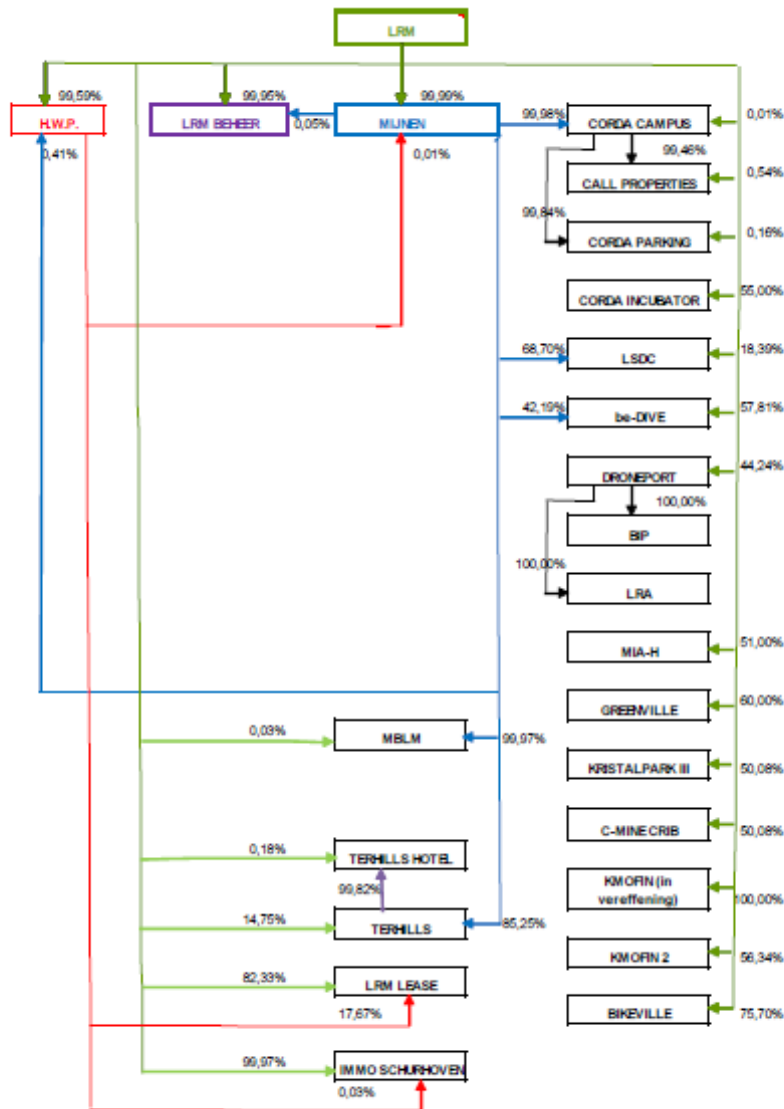 LRM
99,59% 99,95% 99,99%
H.W.P. LRM BEHEER 0,05% MIJNEN 99,98% CORDA CAMPUS 0,01%
0,41% 0,01% 99,46%
CALL PROPERTIES 0,54%
99,84%
CORDA PARKING 0,16%
CORDA INCUBATOR 55,00%
68,70% LSDC 18,39%
42,19% be-DIVE 57,81%
DRONEPORT 44,24%
100,00%
BIP
100,00%
LRA
MIA-H 51,00%
GREENVILLE 60,00%
0,03% MBLM 99,97%
KRISTALPARK III 50,08%
C-MINE CRIB 50,08%
0,18% TERHILLS HOTEL
99,82%
KMOFIN (in
vereffening) 100,00%
14,75% TERHILLS 85,25%
KMOFIN 2 56,34%
82,33% LRM LEASE
17,67%
BIKEVILLE 75,70%
99,97% IMMO SCHURHOVEN
0,03%